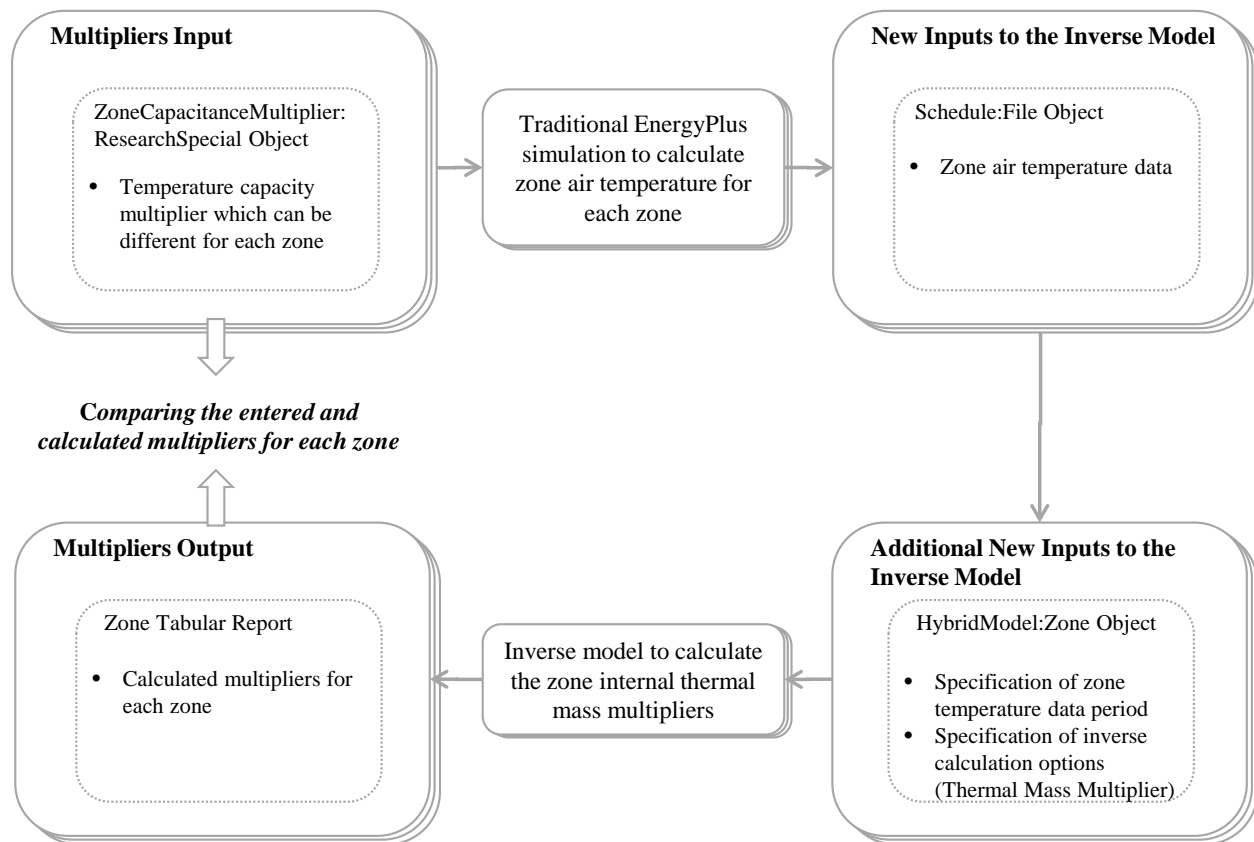 Multipliers Input
ZoneCapacitanceMultiplier:
ResearchSpecial Object
• Temperature capacity
multiplier which can be
different for each zone
Traditional EnergyPlus
simulation to calculate
zone air temperature for
each zone
New Inputs to the Inverse Model
Schedule:File Object
• Zone air temperature data
Comparing the entered and
calculated multipliers for each zone
Multipliers Output
Zone Tabular Report
• Calculated multipliers for
each zone
Inverse model to calculate
the zone internal thermal
mass multipliers
Additional New Inputs to the
Inverse Model
HybridModel:Zone Object
• Specification of zone
temperature data period
• Specification of inverse
calculation options
(Thermal Mass Multiplier)